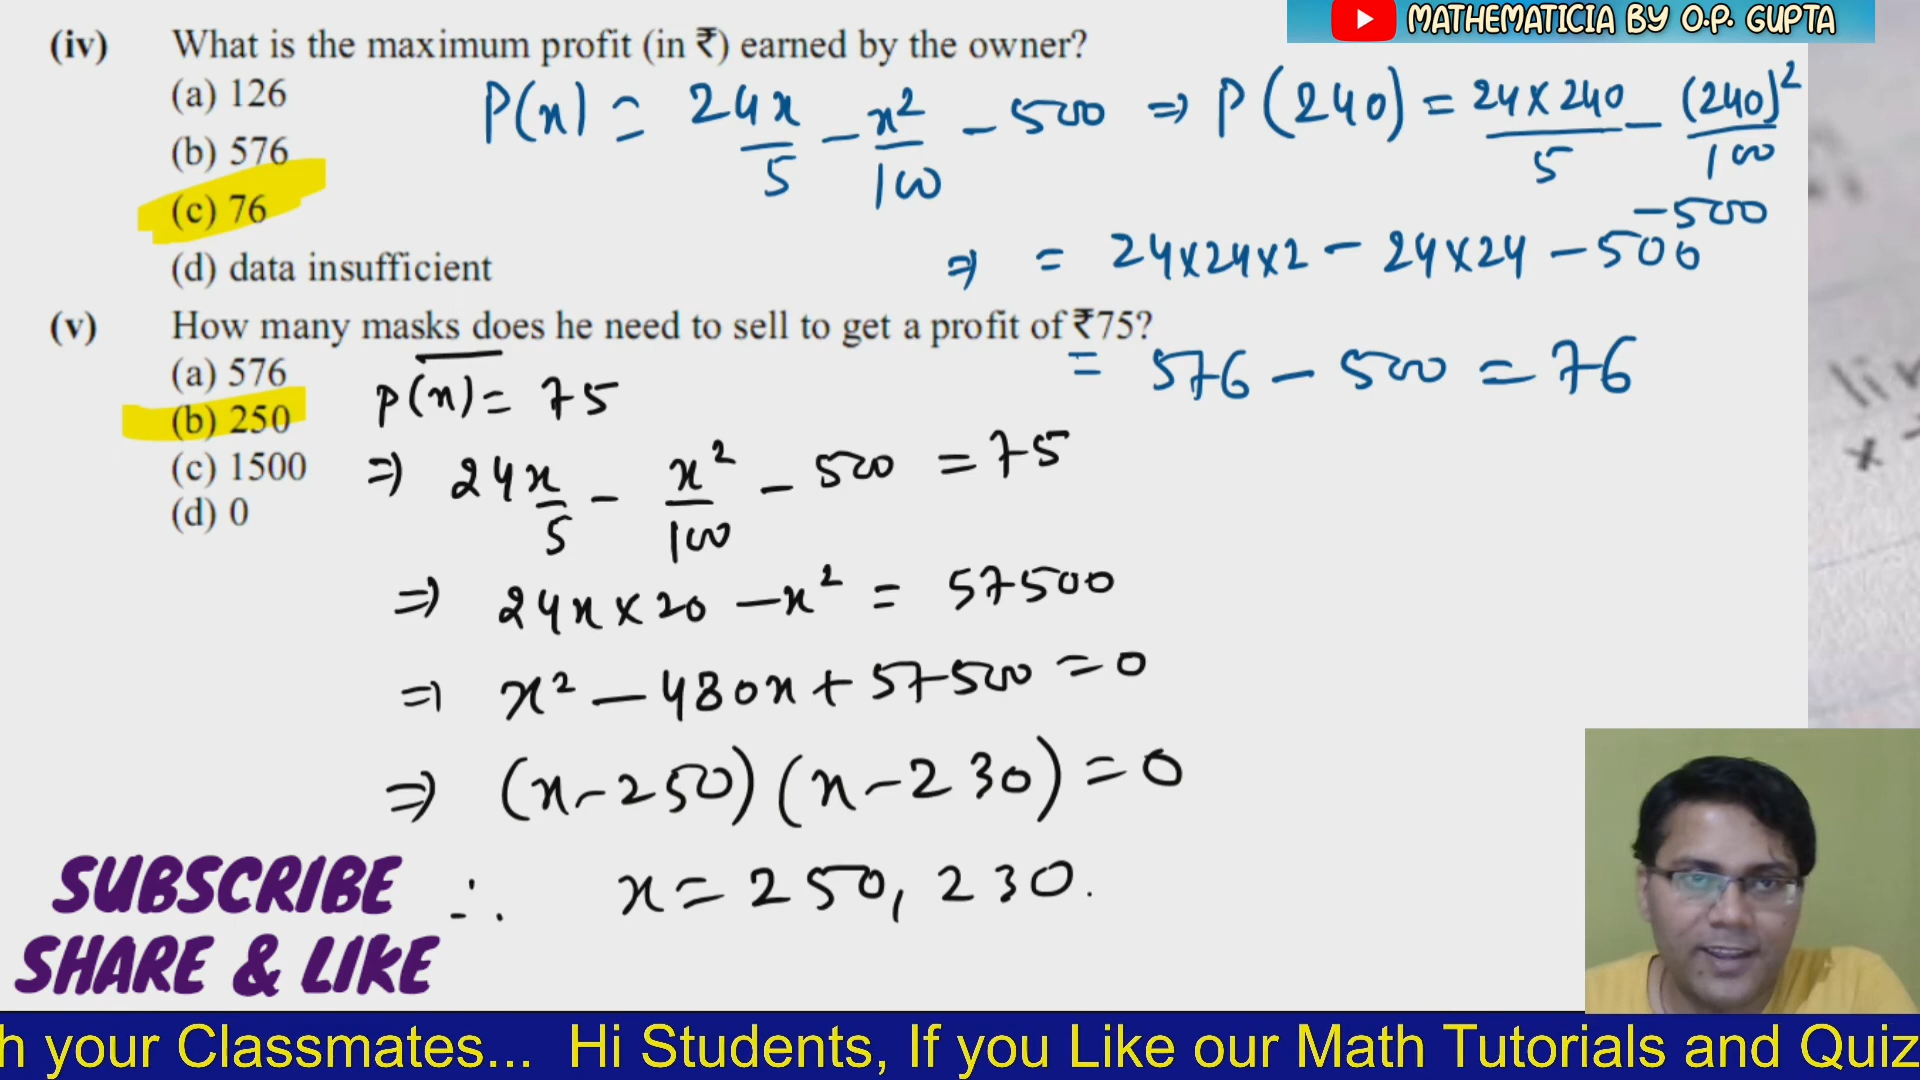 MATHEMATICIA BY O.P. GUPTA
(iv) What is the maximum profit (in ₹) earned by the owner?
(a) 126
(b) 576
(c) 76
(d) data insufficient
P(x) = 24x/5 - x²/100 - 500 ⇒ P(240) = 24×240/5 - (240)²/100 - 500
⇒ = 24×24×2 - 24×24 - 500
= 576 - 500 = 76
(v) How many masks does he need to sell to get a profit of ₹75?
(a) 576
(b) 250
(c) 1500
(d) 0
P(x) = 75
⇒ 24x/5 - x²/100 - 500 = 75
⇒ 24x×20 - x² = 57500
⇒ x² - 480x + 57500 = 0
⇒ (x-250)(x-230) = 0
∴ x = 250, 230.
SUBSCRIBE
SHARE & LIKE
h your Classmates... Hi Students, If you Like our Math Tutorials and Quiz